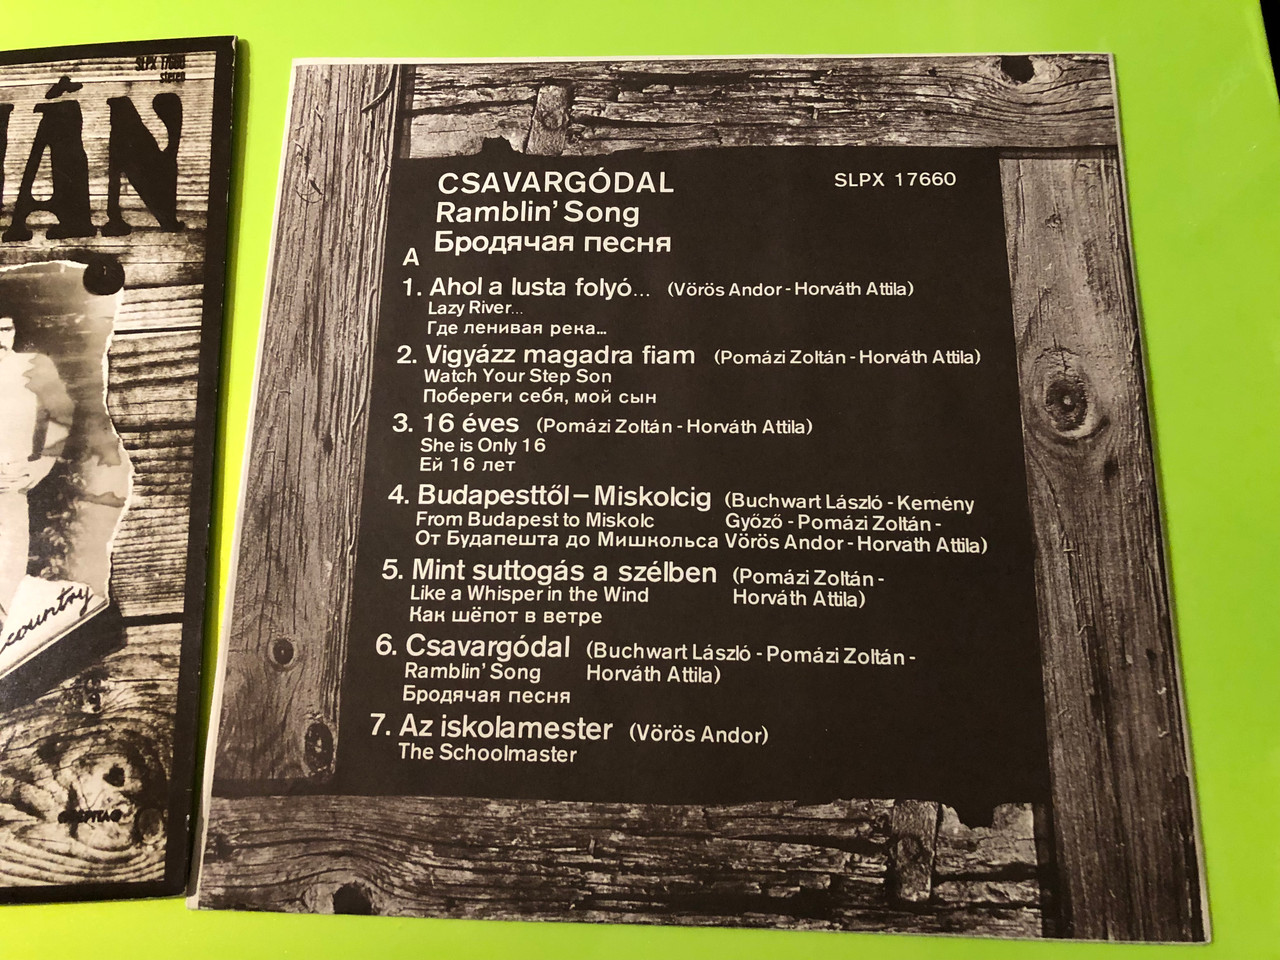 SLPX 17660
stereo
ÁN
country
CSAVARGÓDAL
SLPX 17660
Ramblin' Song
Бродячая песня
A
1. Ahol a lusta folyó... (Vörös Andor - Horváth Attila)
Lazy River...
Где ленивая река...
2. Vigyázz magadra fiam (Pomázi Zoltán - Horváth Attila)
Watch Your Step Son
Побереги себя, мой сын
3. 16 éves (Pomázi Zoltán - Horváth Attila)
She is Only 16
Ей 16 лет
4. Budapesttől – Miskolcig (Buchwart László - Kemény
From Budapest to Miskolc Győző - Pomázi Zoltán -
От Будапешта до Мишкольса Vörös Andor - Horvath Attila)
5. Mint suttogás a szélben (Pomázi Zoltán -
Like a Whisper in the Wind Horváth Attila)
Как шёпот в ветре
6. Csavargódal (Buchwart László - Pomázi Zoltán -
Ramblin' Song Horváth Attila)
Бродячая песня
7. Az iskolamester (Vörös Andor)
The Schoolmaster